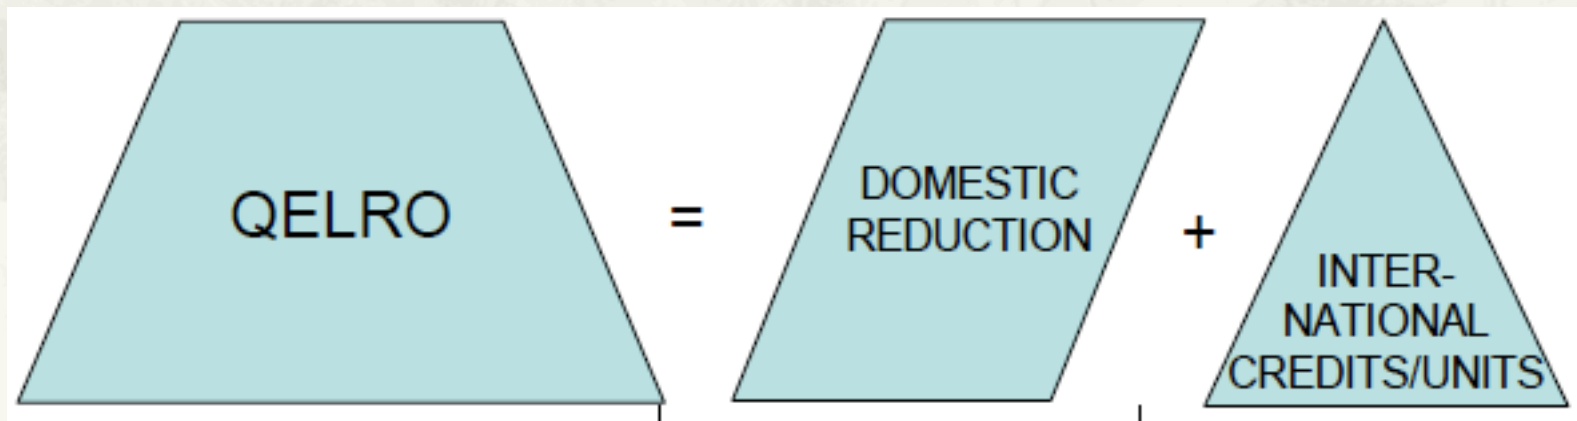 QELRO
=
DOMESTIC
REDUCTION
+
INTER-
NATIONAL
CREDITS/UNITS